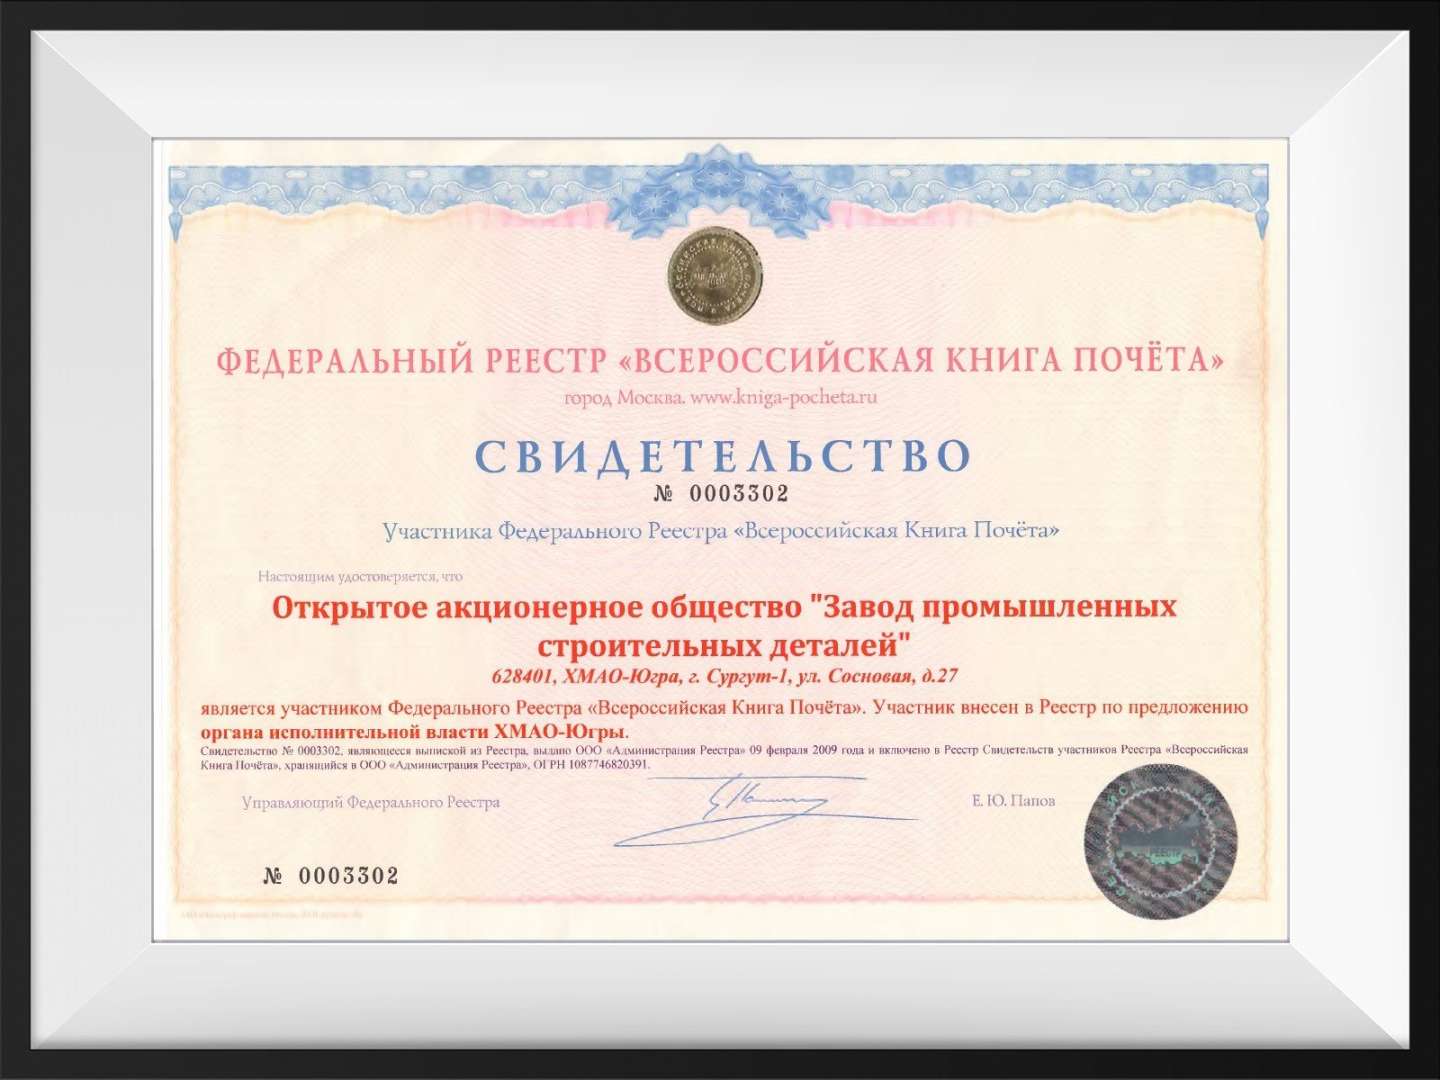 ФЕДЕРАЛЬНЫЙ РЕЕСТР «ВСЕРОССИЙСКАЯ КНИГА ПОЧЁТА»
город Москва. www.kniga-pocheta.ru
СВИДЕТЕЛЬСТВО
№ 0003302
Участника Федерального Реестра «Всероссийская Книга Почёта»
Настоящим удостоверяется, что
Открытое акционерное общество "Завод промышленных
строительных деталей"
628401, ХМАО-Югра, г. Сургут-1, ул. Сосновая, д.27
является участником Федерального Реестра «Всероссийская Книга Почёта». Участник внесен в Реестр по предложению
органа исполнительной власти ХМАО-Югры.
Свидетельство № 0003302, являющееся выпиской из Реестра, выдано ООО «Администрация Реестра» 09 февраля 2009 года и включено в Реестр Свидетельств участников Реестра «Всероссийская
Книга Почёта», хранящийся в ООО «Администрация Реестра», ОГРН 1087746820391.
Управляющий Федерального Реестра Е. Ю. Папов
РЕЕСТР
№ 0003302